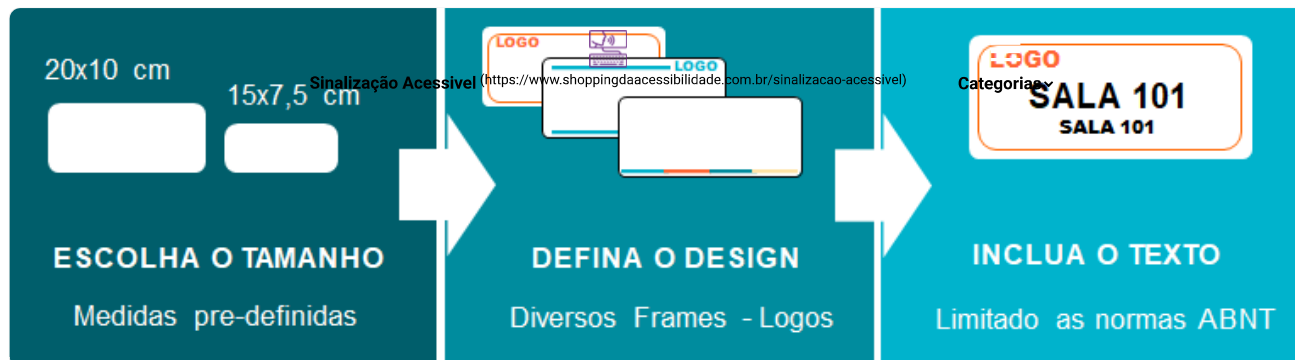 20x10 cm
15x7,5 cm
ESCOLHA O TAMANHO
Medidas pre-definidas
LOGO
LOGO
Sinalização Acessivel (https://www.shoppingdaacessibilidade.com.br/sinalizacao-acessivel)
DEFINA O DESIGN
Diversos Frames - Logos
Categorias
LOGO
SALA 101
SALA 101
INCLUA O TEXTO
Limitado as normas ABNT